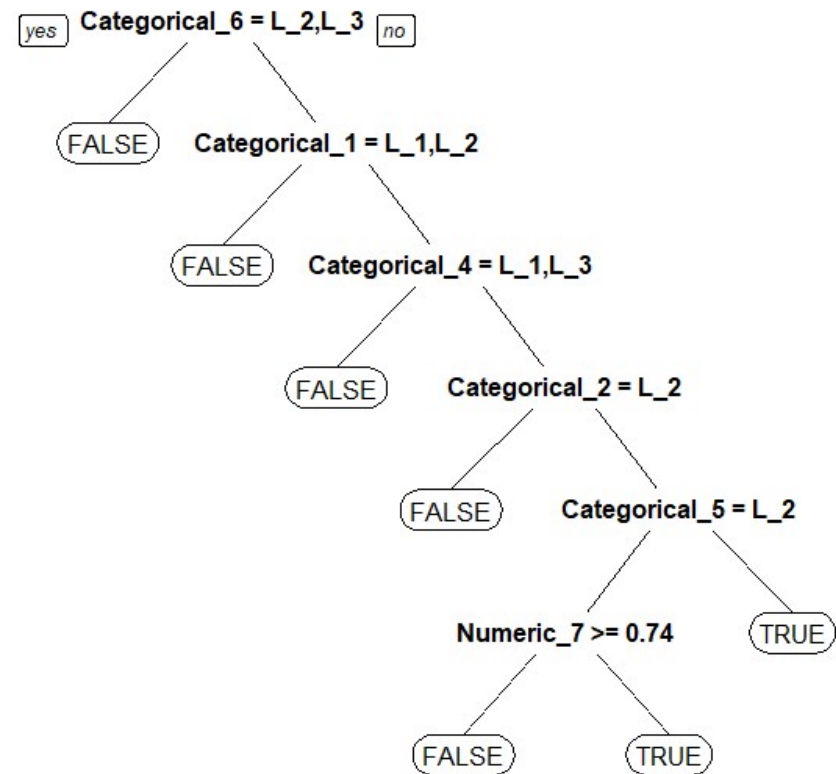 yes Categorical_6 = L_2,L_3 no
FALSE Categorical_1 = L_1,L_2
FALSE Categorical_4 = L_1,L_3
FALSE Categorical_2 = L_2
FALSE Categorical_5 = L_2
Numeric_7 >= 0.74 TRUE
FALSE TRUE